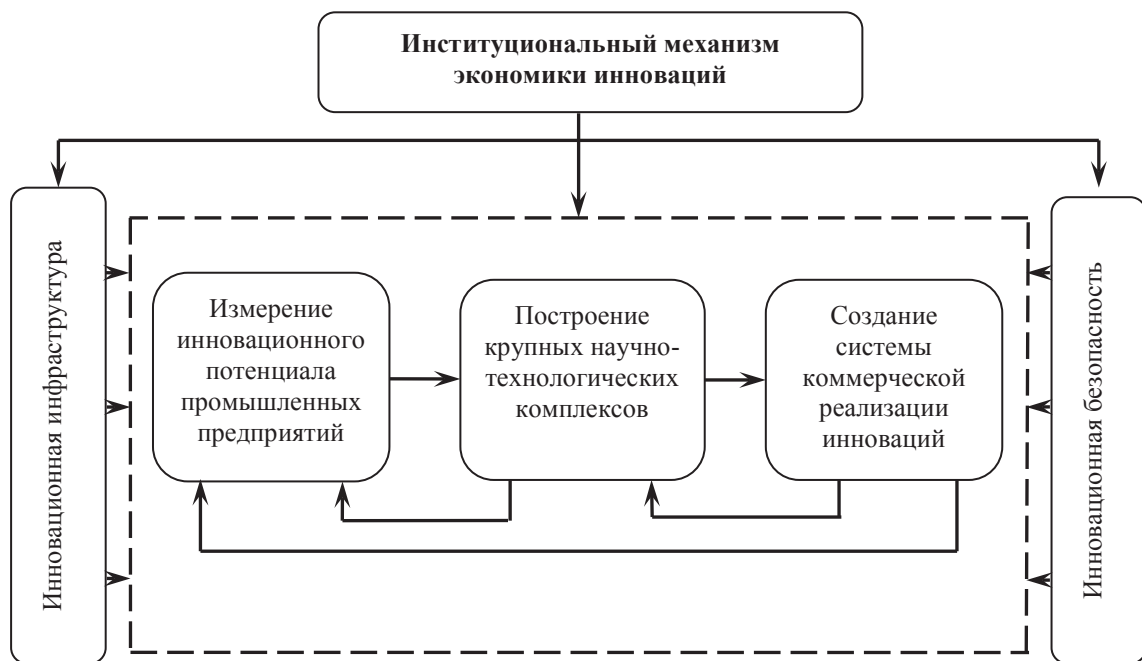 Институциональный механизм
экономики инноваций
Инновационная инфраструктура
Измерение
инновационного
потенциала
промышленных
предприятий
Построение
крупных научно-
технологических
комплексов
Создание
системы
коммерческой
реализации
инноваций
Инновационная безопасность